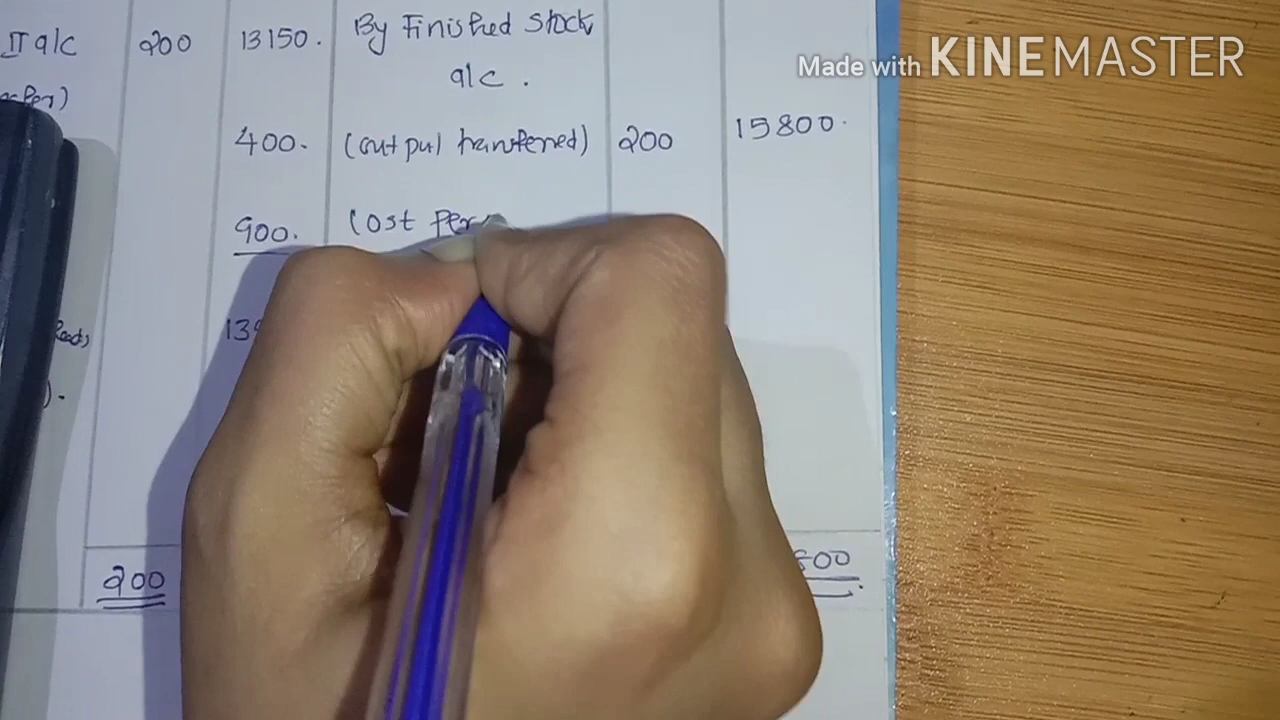 II a/c 200 13150. By Finished Stock
a/c.
400. (output transferred) 200 15800.
900. Cost per
200
Made with KINEMASTER